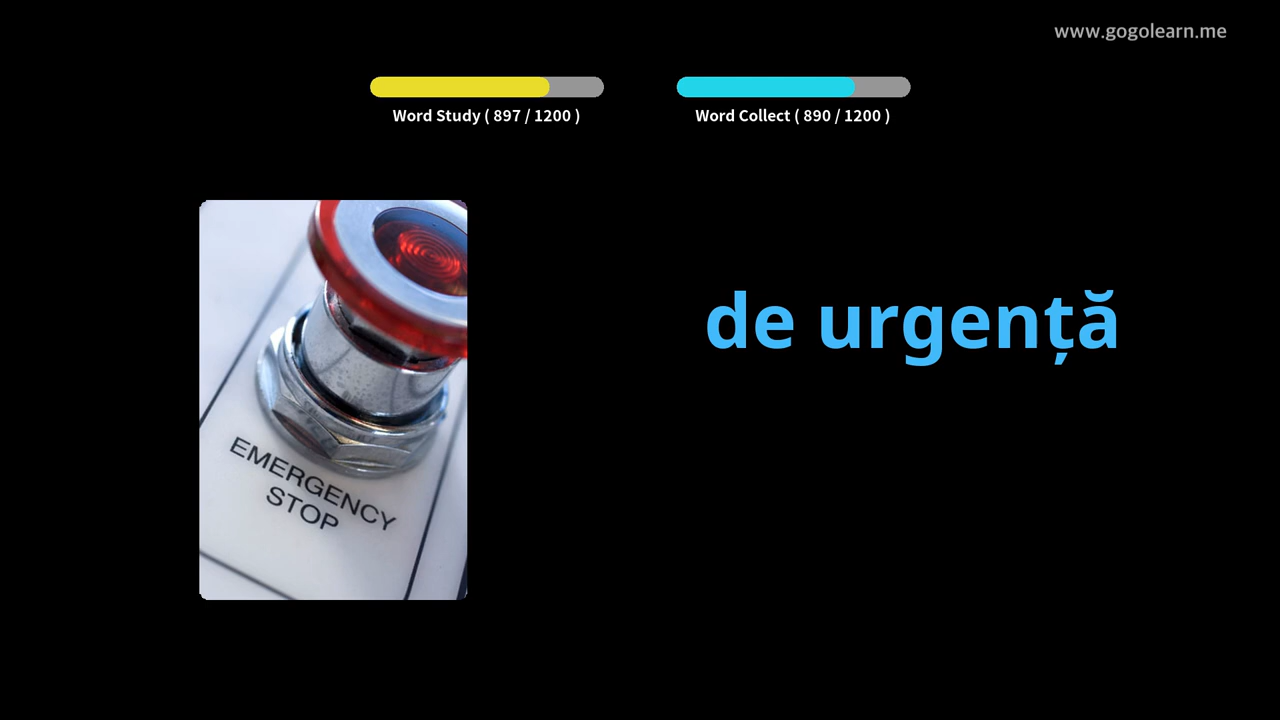 www.gogolearn.me
Word Study ( 897 / 1200 )
Word Collect ( 890 / 1200 )
de urgență
EMERGENCY
STOP